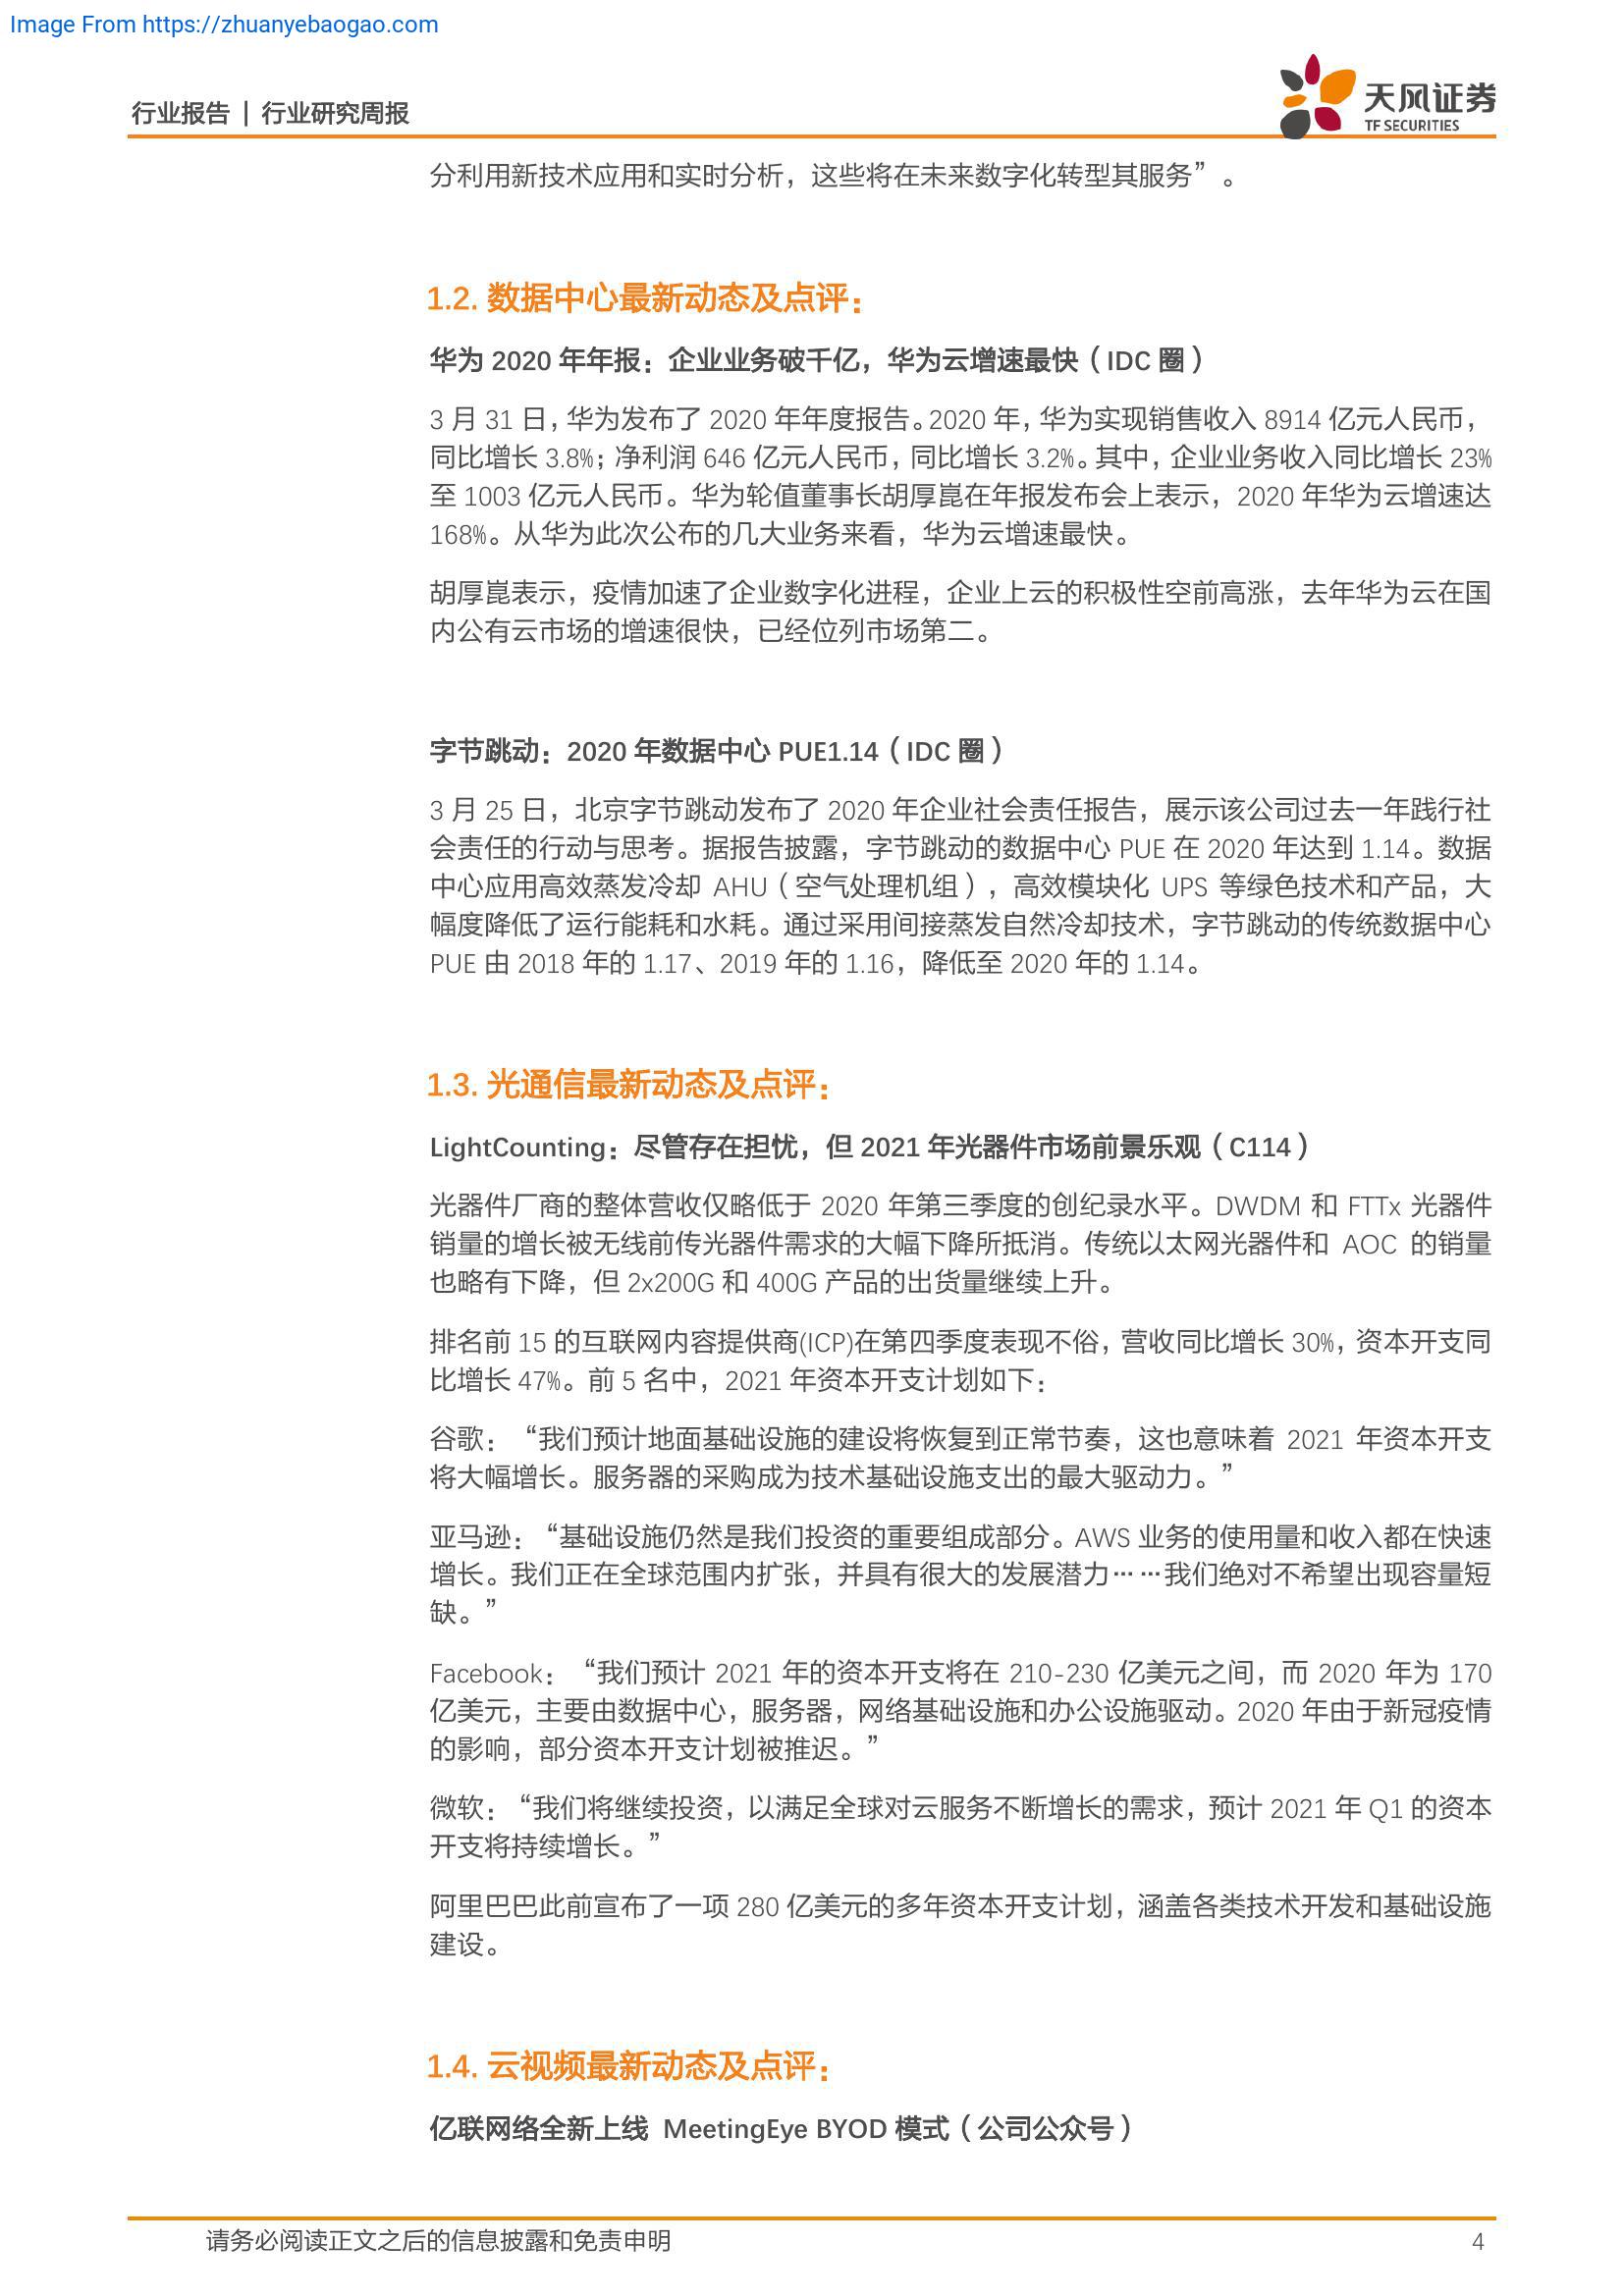 Image From https://zhuanyebaogao.com
行业报告 | 行业研究周报
天风证券
TF SECURITIES
分利用新技术应用和实时分析，这些将在未来数字化转型其服务”。
1.2. 数据中心最新动态及点评：
华为 2020 年年报：企业业务破千亿，华为云增速最快（IDC 圈）
3 月 31 日，华为发布了 2020 年年度报告。2020 年，华为实现销售收入 8914 亿元人民币，
同比增长 3.8%；净利润 646 亿元人民币，同比增长 3.2%。其中，企业业务收入同比增长 23%
至 1003 亿元人民币。华为轮值董事长胡厚崑在年报发布会上表示，2020 年华为云增速达
168%。从华为此次公布的几大业务来看，华为云增速最快。
胡厚崑表示，疫情加速了企业数字化进程，企业上云的积极性空前高涨，去年华为云在国
内公有云市场的增速很快，已经位列市场第二。
字节跳动：2020 年数据中心 PUE1.14（IDC 圈）
3 月 25 日，北京字节跳动发布了 2020 年企业社会责任报告，展示该公司过去一年践行社
会责任的行动与思考。据报告披露，字节跳动的数据中心 PUE 在 2020 年达到 1.14。数据
中心应用高效蒸发冷却 AHU（空气处理机组），高效模块化 UPS 等绿色技术和产品，大
幅度降低了运行能耗和水耗。通过采用间接蒸发自然冷却技术，字节跳动的传统数据中心
PUE 由 2018 年的 1.17、2019 年的 1.16，降低至 2020 年的 1.14。
1.3. 光通信最新动态及点评：
LightCounting：尽管存在担忧，但 2021 年光器件市场前景乐观（C114）
光器件厂商的整体营收仅略低于 2020 年第三季度的创纪录水平。DWDM 和 FTTx 光器件
销量的增长被无线前传光器件需求的大幅下降所抵消。传统以太网光器件和 AOC 的销量
也略有下降，但 2x200G 和 400G 产品的出货量继续上升。
排名前 15 的互联网内容提供商(ICP)在第四季度表现不俗，营收同比增长 30%，资本开支同
比增长 47%。前 5 名中，2021 年资本开支计划如下：
谷歌：“我们预计地面基础设施的建设将恢复到正常节奏，这也意味着 2021 年资本开支
将大幅增长。服务器的采购成为技术基础设施支出的最大驱动力。”
亚马逊：“基础设施仍然是我们投资的重要组成部分。AWS 业务的使用量和收入都在快速
增长。我们正在全球范围内扩张，并具有很大的发展潜力……我们绝对不希望出现容量短
缺。”
Facebook：“我们预计 2021 年的资本开支将在 210-230 亿美元之间，而 2020 年为 170
亿美元，主要由数据中心，服务器，网络基础设施和办公设施驱动。2020 年由于新冠疫情
的影响，部分资本开支计划被推迟。”
微软：“我们将继续投资，以满足全球对云服务不断增长的需求，预计 2021 年 Q1 的资本
开支将持续增长。”
阿里巴巴此前宣布了一项 280 亿美元的多年资本开支计划，涵盖各类技术开发和基础设施
建设。
1.4. 云视频最新动态及点评：
亿联网络全新上线 MeetingEye BYOD 模式（公司公众号）
请务必阅读正文之后的信息披露和免责申明
4